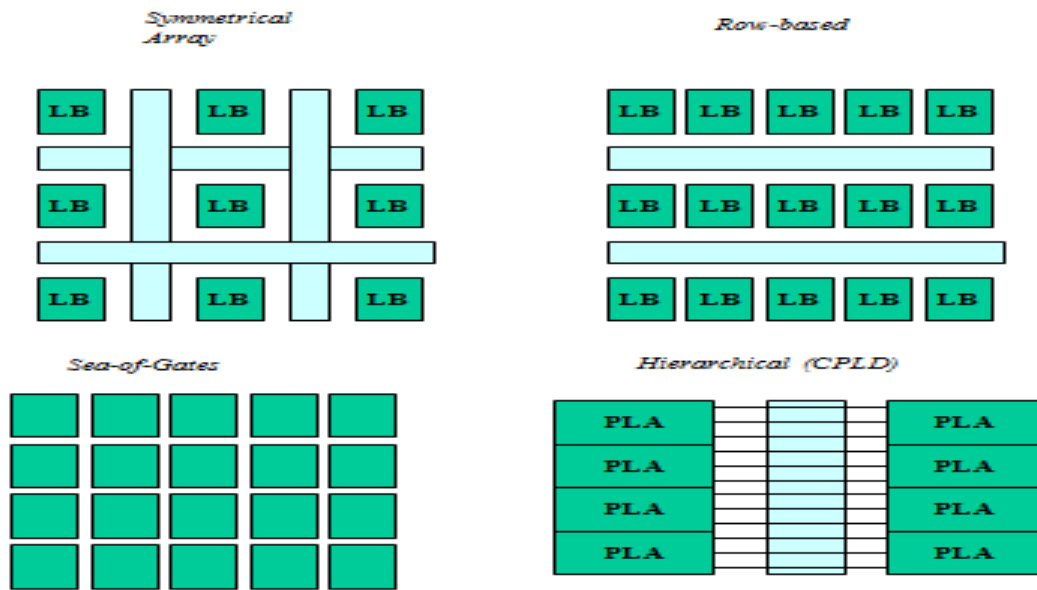 Symmetrical
Array
Row-based
LB LB LB
LB LB LB LB LB
LB LB LB
LB LB LB LB LB
LB LB LB
LB LB LB LB LB
Sea-of-Gates
Hierarchical (CPLD)
PLA PLA
PLA PLA
PLA PLA
PLA PLA